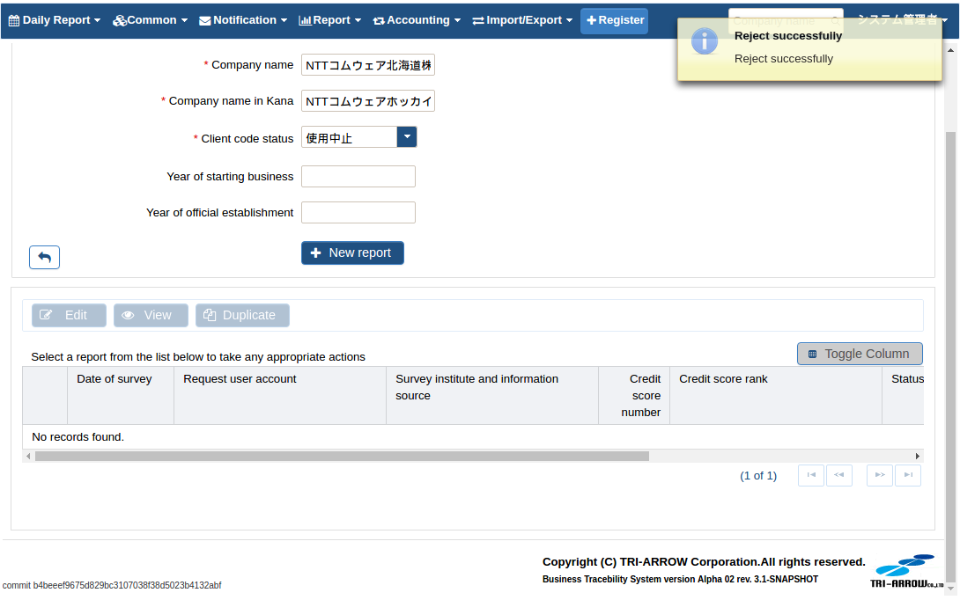 Daily Report Common Notification Report Accounting Import/Export Register システム管理者
Reject successfully
Reject successfully
* Company name NTTコムウェア北海道株
* Company name in Kana NTTコムウェアホッカイ
* Client code status 使用中止
Year of starting business
Year of official establishment
New report
Edit View Duplicate
Toggle Column
Select a report from the list below to take any appropriate actions
Date of survey Request user account Survey institute and information source Credit score number Credit score rank Status
No records found.
(1 of 1)
Copyright (C) TRI-ARROW Corporation.All rights reserved.
Business Tracebility System version Alpha 02 rev. 3.1-SNAPSHOT
TRI-ARROW Co.,LTD
commit b4beeef9675d829bc3107038f38d5023b4132abf